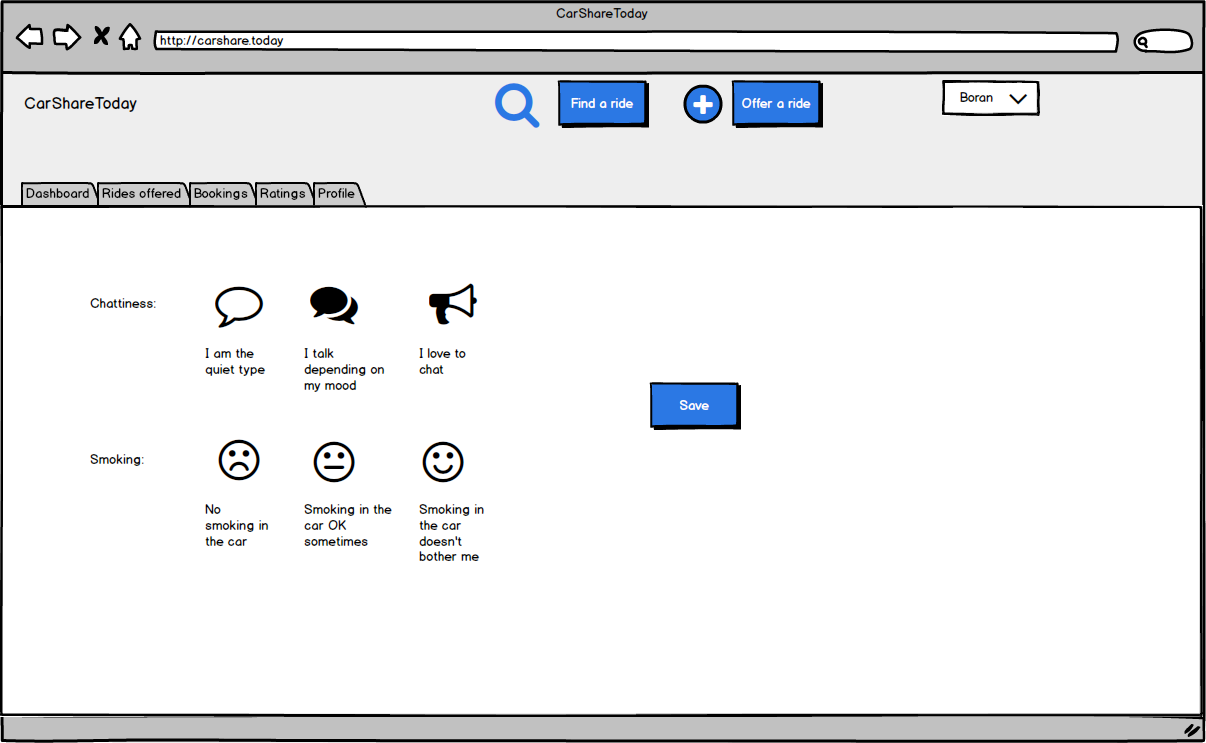 CarShareToday
http://carshare.today
CarShareToday
Find a ride
Offer a ride
Boran
Dashboard
Rides offered
Bookings
Ratings
Profile
Chattiness:
I am the
quiet type
I talk
depending on
my mood
I love to
chat
Save
Smoking:
No
smoking in
the car
Smoking in the
car OK
sometimes
Smoking in
the car
doesn't
bother me